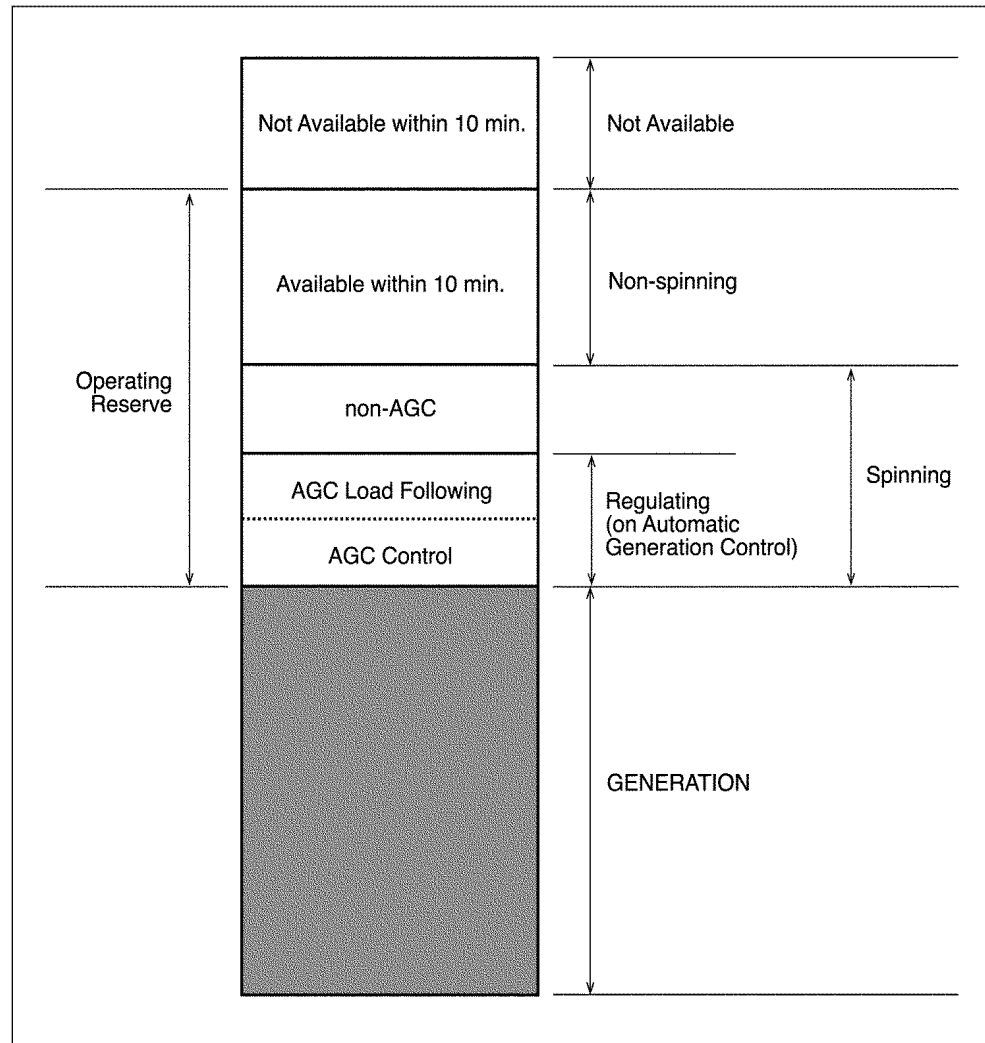 Not Available within 10 min.
Not Available
Available within 10 min.
Non-spinning
Operating
Reserve
non-AGC
AGC Load Following
AGC Control
Regulating
(on Automatic
Generation Control)
Spinning
GENERATION